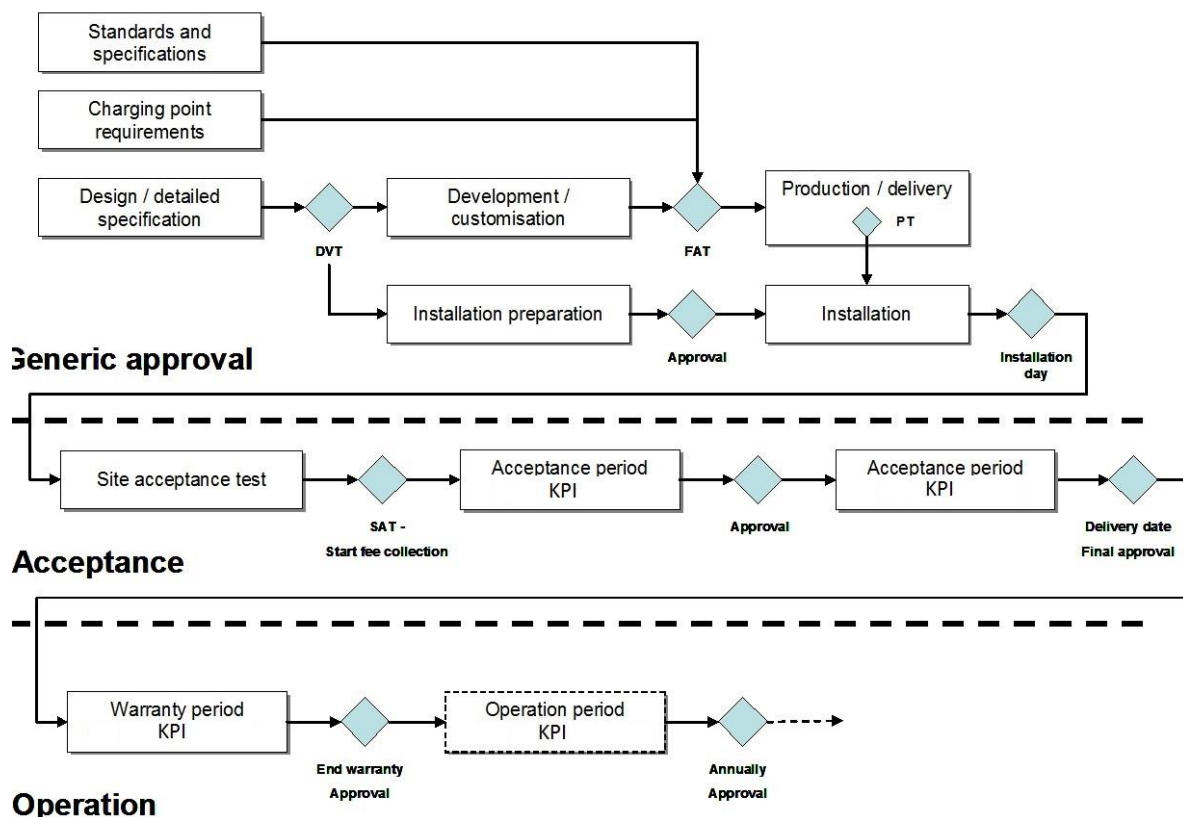 Standards and
specifications
Charging point
requirements
Design / detailed
specification
DVT
Development /
customisation
FAT
Production / delivery
PT
Installation preparation
Approval
Installation
Installation
day
Generic approval
Site acceptance test
SAT -
Start fee collection
Acceptance period
KPI
Approval
Acceptance period
KPI
Delivery date
Final approval
Acceptance
Warranty period
KPI
End warranty
Approval
Operation period
KPI
Annually
Approval
Operation